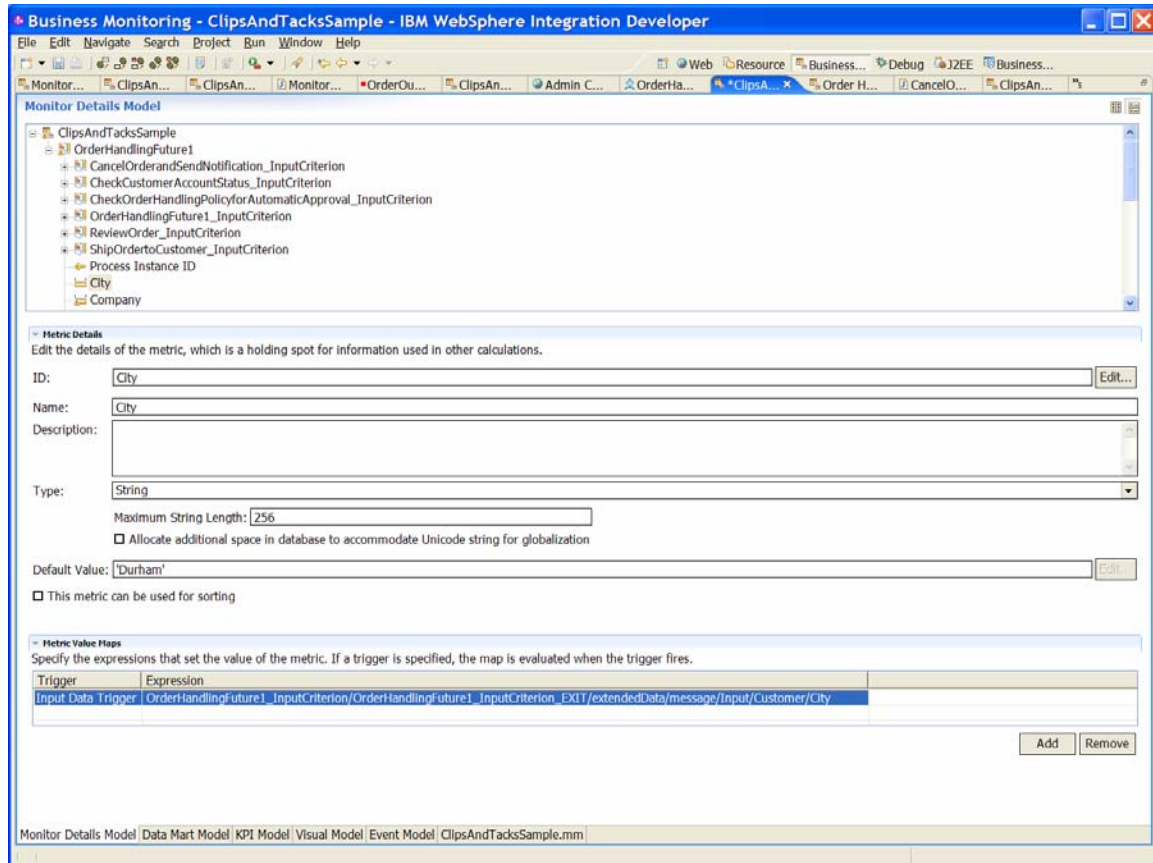 Business Monitoring - ClipsAndTacksSample - IBM WebSphere Integration Developer
File Edit Navigate Search Project Run Window Help
Web Resource Business... Debug J2EE Business...
Monitor... ClipsAn... ClipsAn... Monitor... OrderOu... ClipsAn... Admin C... OrderHa... *ClipsA... Order H... CancelO... ClipsAn...
Monitor Details Model
ClipsAndTacksSample
OrderHandlingFuture1
CancelOrderandSendNotification_InputCriterion
CheckCustomerAccountStatus_InputCriterion
CheckOrderHandlingPolicyforAutomaticApproval_InputCriterion
OrderHandlingFuture1_InputCriterion
ReviewOrder_InputCriterion
ShipOrdertoCustomer_InputCriterion
Process Instance ID
City
Company
Metric Details
Edit the details of the metric, which is a holding spot for information used in other calculations.
ID: City Edit...
Name: City
Description:
Type: String
Maximum String Length: 256
Allocate additional space in database to accommodate Unicode string for globalization
Default Value: 'Durham' Edit...
This metric can be used for sorting
Metric Value Maps
Specify the expressions that set the value of the metric. If a trigger is specified, the map is evaluated when the trigger fires.
Trigger Expression
Input Data Trigger OrderHandlingFuture1_InputCriterion/OrderHandlingFuture1_InputCriterion_EXIT/extendedData/message/Input/Customer/City
Add Remove
Monitor Details Model Data Mart Model KPI Model Visual Model Event Model ClipsAndTacksSample.mm